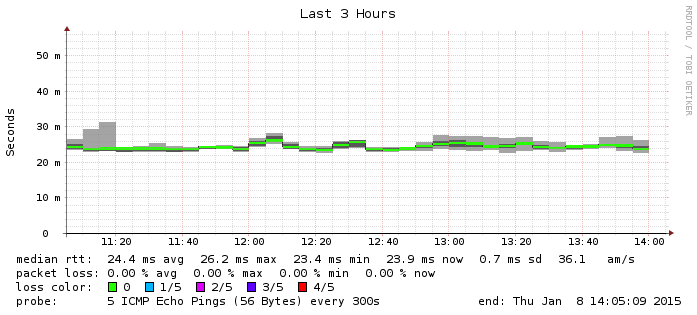 Last 3 Hours
RRDTOOL / TOBI OETIKER
Seconds
50 m
40 m
30 m
20 m
10 m
0
11:20 11:40 12:00 12:20 12:40 13:00 13:20 13:40 14:00
median rtt: 24.4 ms avg 26.2 ms max 23.4 ms min 23.9 ms now 0.7 ms sd 36.1 am/s
packet loss: 0.00 % avg 0.00 % max 0.00 % min 0.00 % now
loss color: 0 1/5 2/5 3/5 4/5
probe: 5 ICMP Echo Pings (56 Bytes) every 300s end: Thu Jan 8 14:05:09 2015